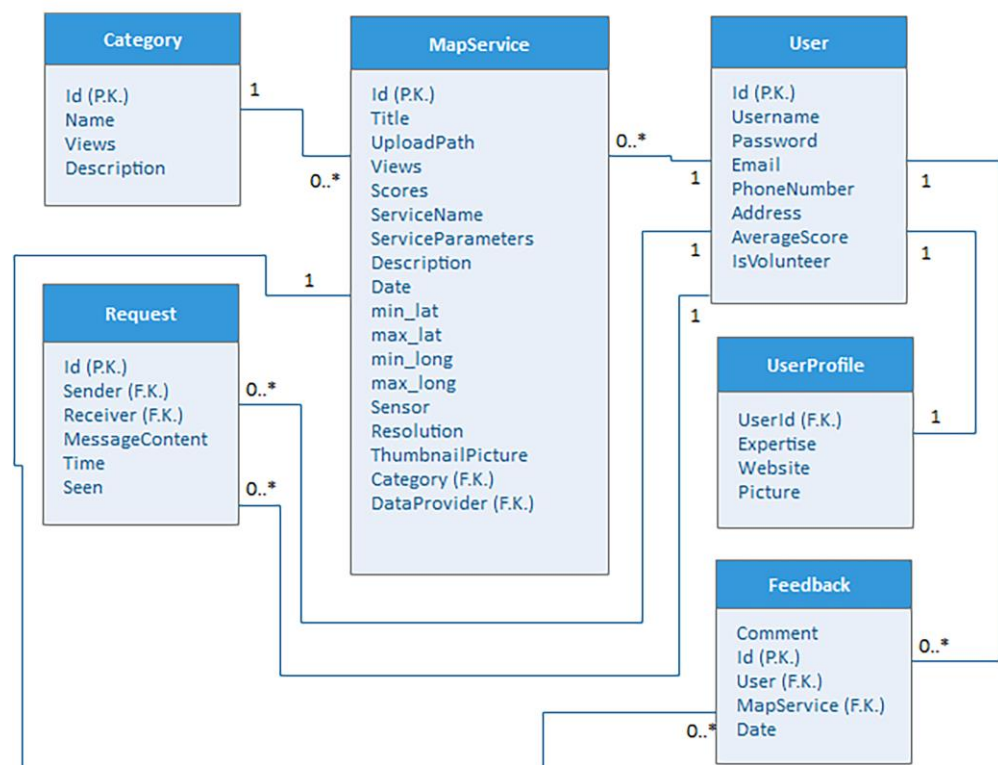 Category
Id (P.K.)
Name
Views
Description
1
0..*
MapService
Id (P.K.)
Title
UploadPath
Views
Scores
ServiceName
ServiceParameters
Description
Date
min_lat
max_lat
min_long
max_long
Sensor
Resolution
ThumbnailPicture
Category (F.K.)
DataProvider (F.K.)
0..*
1
User
Id (P.K.)
Username
Password
Email
PhoneNumber
Address
AverageScore
IsVolunteer
1
1
1
1
1
Request
Id (P.K.)
Sender (F.K.)
Receiver (F.K.)
MessageContent
Time
Seen
0..*
0..*
UserProfile
UserId (F.K.)
Expertise
Website
Picture
1
Feedback
Comment
Id (P.K.)
User (F.K.)
MapService (F.K.)
Date
0..*
0..*